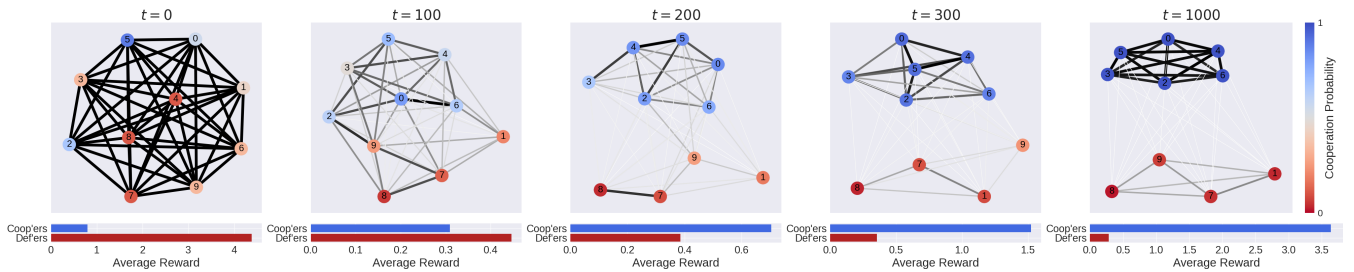 t = 0
t = 100
t = 200
t = 300
t = 1000
5 0 3 1 4 2 8 6 7 9
5 4 3 0 6 2 1 9 7 8
5 4 0 3 2 6 9 1 8 7
0 4 5 3 2 6 9 7 8 1
0 5 4 3 6 2 9 1 8 7
1
Cooperation Probability
0
Coop'ers
Def'ers
0 1 2 3 4
Average Reward
Coop'ers
Def'ers
0.0 0.1 0.2 0.3 0.4
Average Reward
Coop'ers
Def'ers
0.0 0.2 0.4 0.6
Average Reward
Coop'ers
Def'ers
0.0 0.5 1.0 1.5
Average Reward
Coop'ers
Def'ers
0.0 0.5 1.0 1.5 2.0 2.5 3.0 3.5
Average Reward